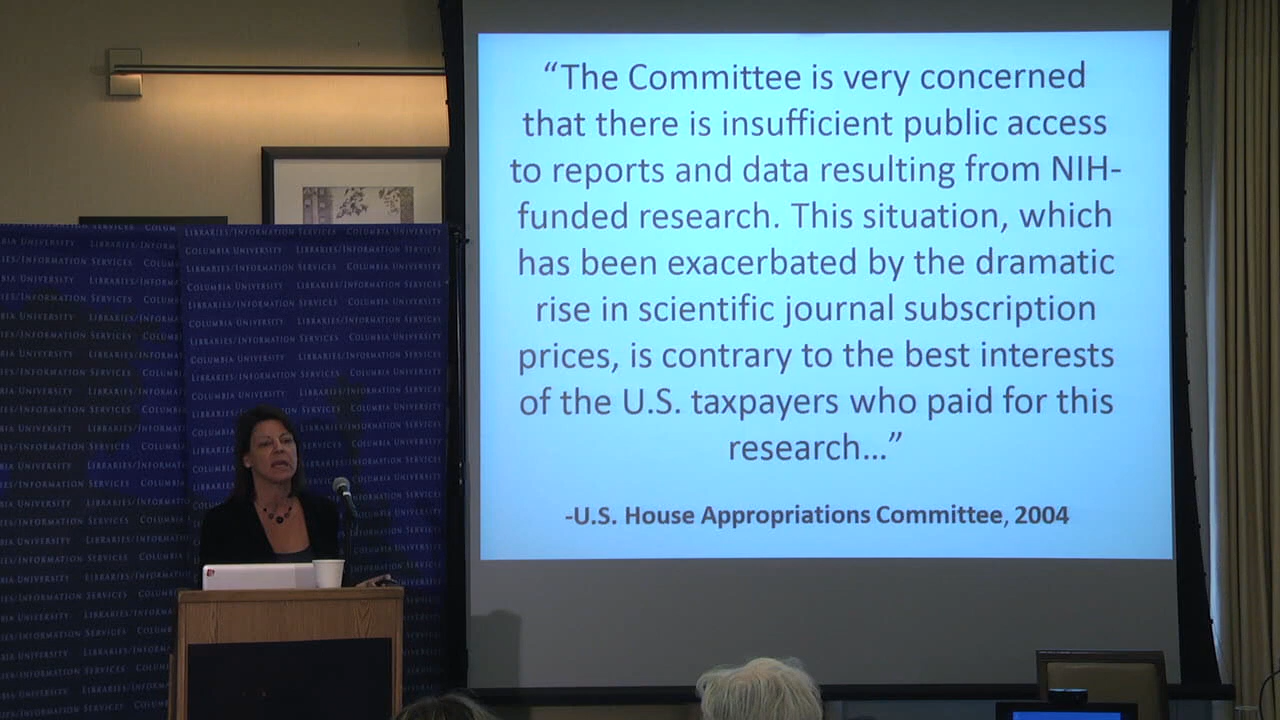 “The Committee is very concerned
that there is insufficient public access
to reports and data resulting from NIH-
funded research. This situation, which
has been exacerbated by the dramatic
rise in scientific journal subscription
prices, is contrary to the best interests
of the U.S. taxpayers who paid for this
research…”
-U.S. House Appropriations Committee, 2004
COLUMBIA UNIVERSITY
LIBRARIES/INFORMATION SERVICES